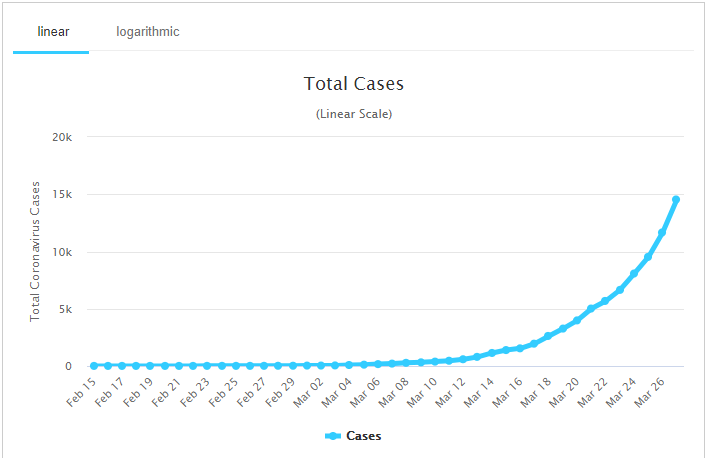 linear logarithmic
Total Cases
(Linear Scale)
Total Coronavirus Cases
20k
15k
10k
5k
0
Feb 15 Feb 17 Feb 19 Feb 21 Feb 23 Feb 25 Feb 27 Feb 29 Mar 02 Mar 04 Mar 06 Mar 08 Mar 10 Mar 12 Mar 14 Mar 16 Mar 18 Mar 20 Mar 22 Mar 24 Mar 26
Cases